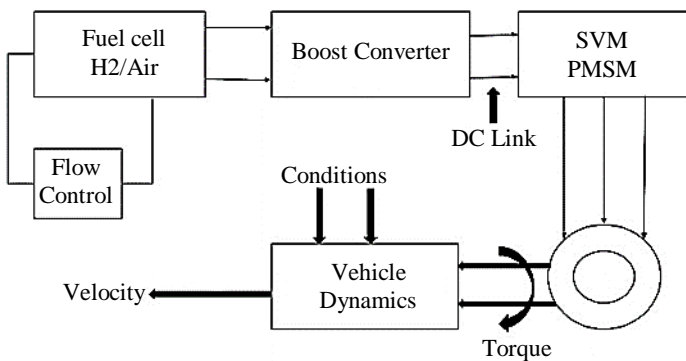 Fuel cell
H2/Air
Boost Converter
SVM
PMSM
DC Link
Flow
Control
Conditions
Vehicle
Dynamics
Velocity
Torque